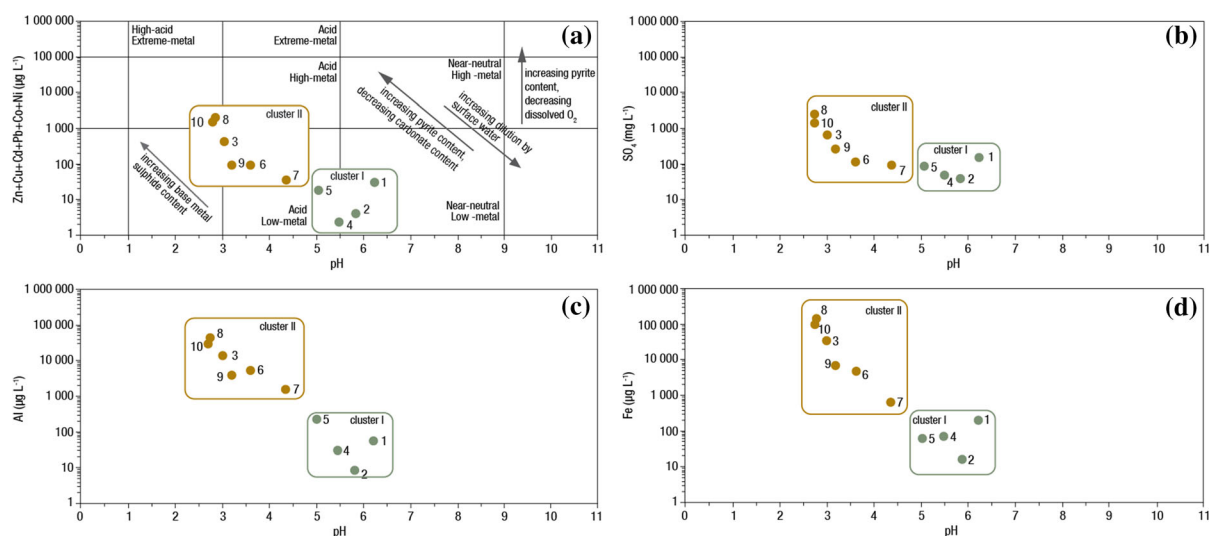 (a)
Zn+Cu+Cd+Pb+Co+Ni (µg L⁻¹)
1 000 000
100 000
10 000
1 000
100
10
1
High-acid
Extreme-metal
Acid
Extreme-metal
Acid
High-metal
Near-neutral
High -metal
increasing pyrite
content,
decreasing
dissolved O₂
increasing pyrite content,
decreasing carbonate content
increasing dilution by
surface water
increasing base metal
sulphide content
cluster II
10
8
3
9
6
7
cluster I
5
1
2
4
Acid
Low-metal
Near-neutral
Low -metal
0 1 2 3 4 5 6 7 8 9 10 11
pH
(b)
SO₄ (mg L⁻¹)
1 000 000
100 000
10 000
1 000
100
10
1
cluster II
8
10
3
9
6
7
cluster I
5
1
4
2
0 1 2 3 4 5 6 7 8 9 10 11
pH
(c)
Al (µg L⁻¹)
1 000 000
100 000
10 000
1 000
100
10
1
cluster II
8
10
3
9
6
7
cluster I
5
1
4
2
0 1 2 3 4 5 6 7 8 9 10 11
pH
(d)
Fe (µg L⁻¹)
1 000 000
100 000
10 000
1 000
100
10
1
cluster II
8
10
3
9
6
7
cluster I
1
5
4
2
0 1 2 3 4 5 6 7 8 9 10 11
pH